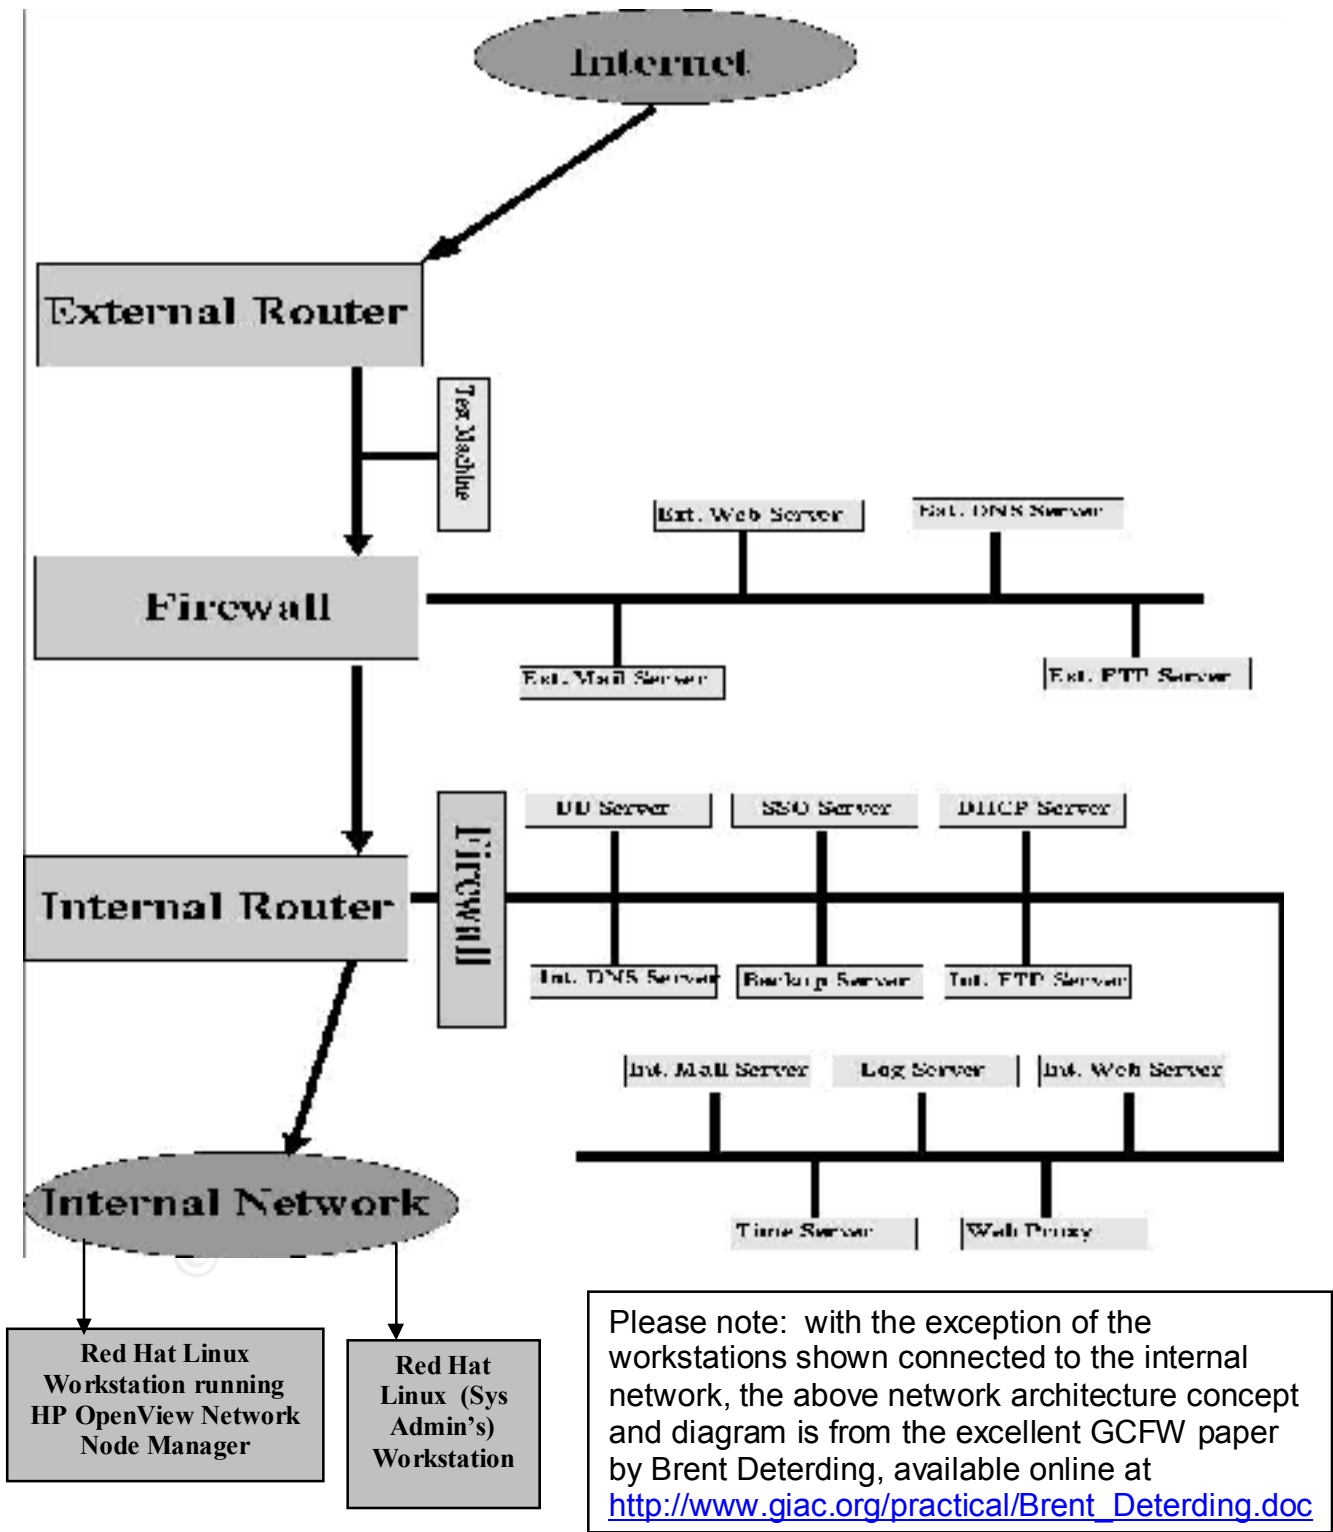 Internet
External Router
Test Machine
Ext. Web Server
Ext. DNS Server
Firewall
Ext. Mail Server
Ext. FTP Server
DD Server
SSO Server
DHCP Server
Firewall
Internal Router
Int. DNS Server
Backup Server
Int. FTP Server
Int. Mail Server
Log Server
Int. Web Server
Internal Network
Time Server
Web Proxy
©
Red Hat Linux
Workstation running
HP OpenView Network
Node Manager
Red Hat
Linux (Sys
Admin's)
Workstation
Please note: with the exception of the
workstations shown connected to the internal
network, the above network architecture concept
and diagram is from the excellent GCFW paper
by Brent Deterding, available online at
http://www.giac.org/practical/Brent_Deterding.doc